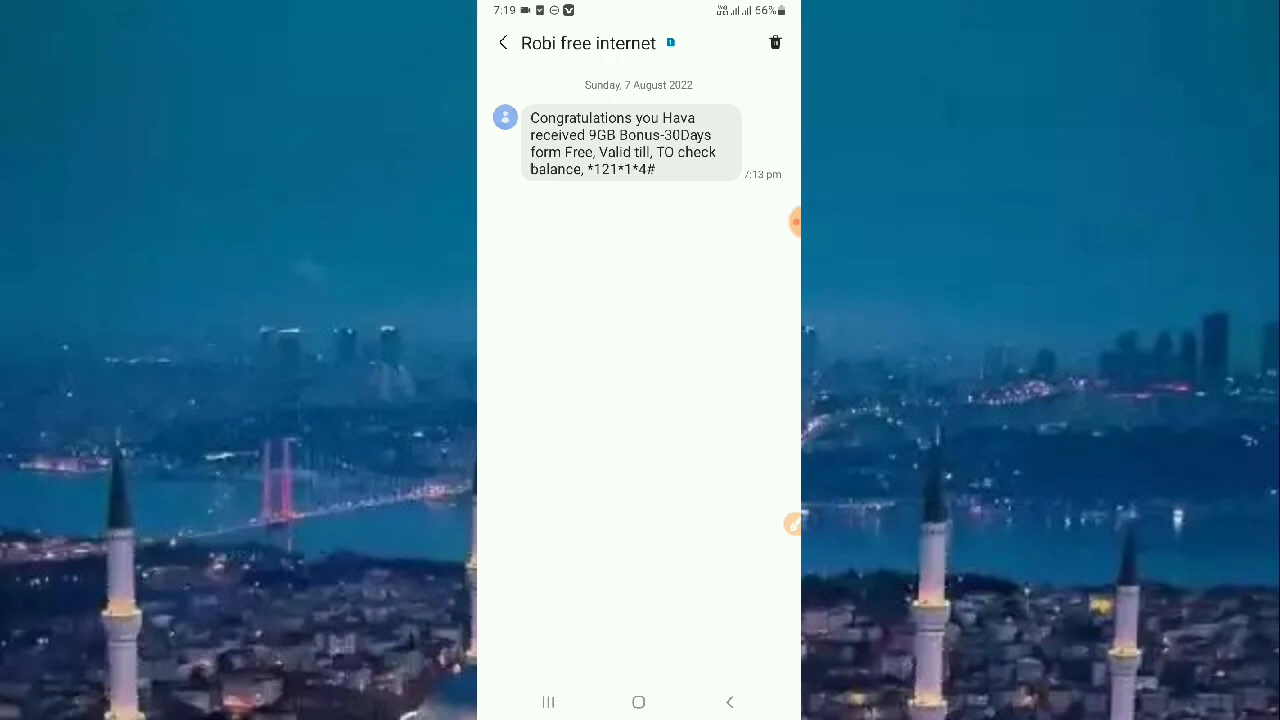 7:19
66%
Robi free internet
Sunday, 7 August 2022
Congratulations you Hava
received 9GB Bonus-30Days
form Free, Valid till, TO check
balance, *121*1*4#
7:13 pm